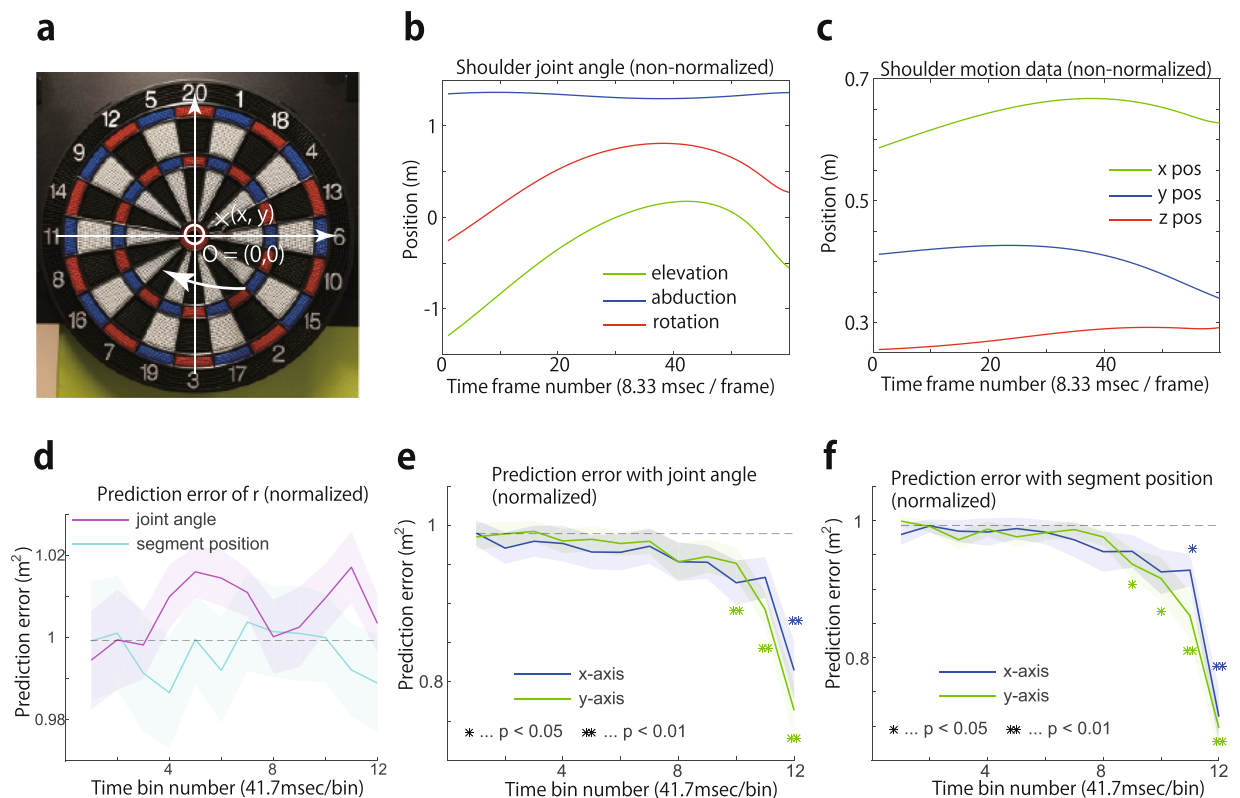 a
20
1
18
4
13
6
10
15
2
17
3
19
7
16
8
11
14
9
12
5
(x, y)
O = (0,0)
b
Shoulder joint angle (non-normalized)
Position (m)
1
0
-1
elevation
abduction
rotation
0
20
40
Time frame number (8.33 msec / frame)
c
Shoulder motion data (non-normalized)
Position (m)
0.7
0.5
0.3
x pos
y pos
z pos
0
20
40
Time frame number (8.33 msec / frame)
d
Prediction error of r (normalized)
joint angle
segment position
Prediction error (m²)
1.02
1
0.98
4
8
12
Time bin number (41.7msec/bin)
e
Prediction error with joint angle
(normalized)
Prediction error (m²)
1
0.8
**
**
**
**
x-axis
y-axis
* ... p < 0.05 ** ... p < 0.01
4
8
12
Time bin number (41.7msec/bin)
f
Prediction error with segment position
(normalized)
Prediction error (m²)
1
0.8
*
*
*
**
**
**
x-axis
y-axis
* ... p < 0.05 ** ... p < 0.01
4
8
12
Time bin number (41.7msec/bin)